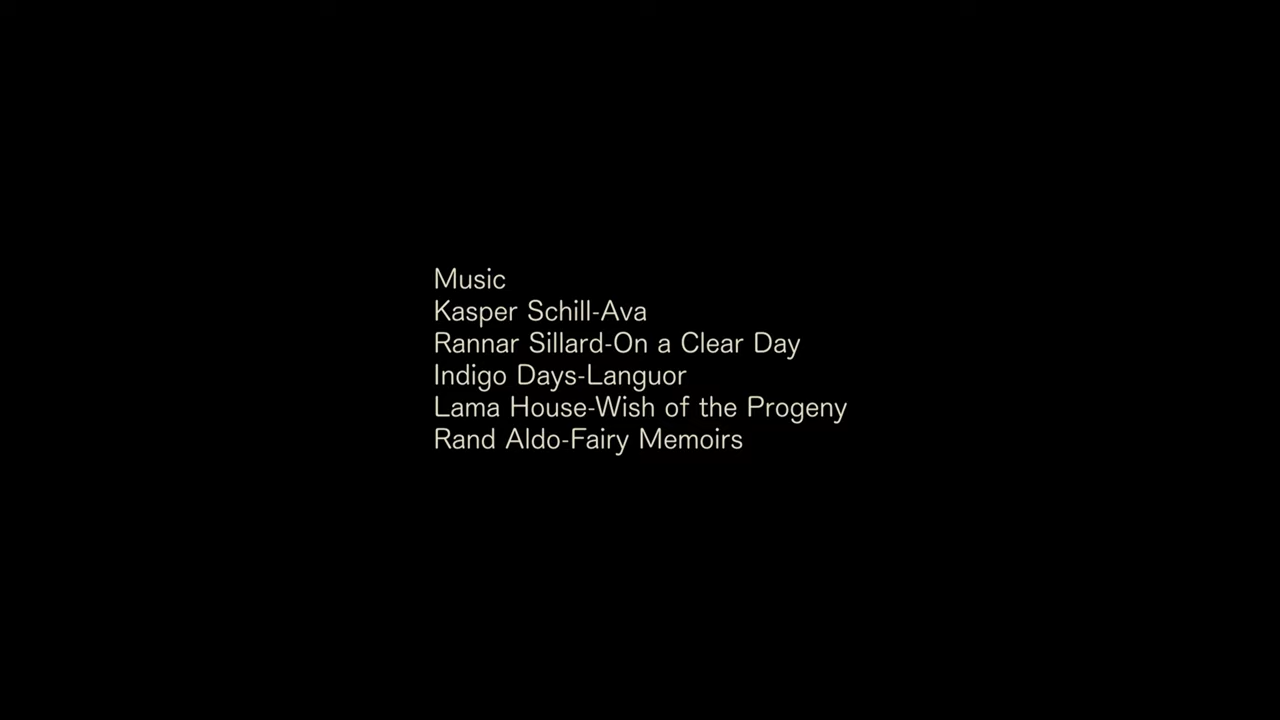 Music
Kasper Schill-Ava
Rannar Sillard-On a Clear Day
Indigo Days-Languor
Lama House-Wish of the Progeny
Rand Aldo-Fairy Memoirs